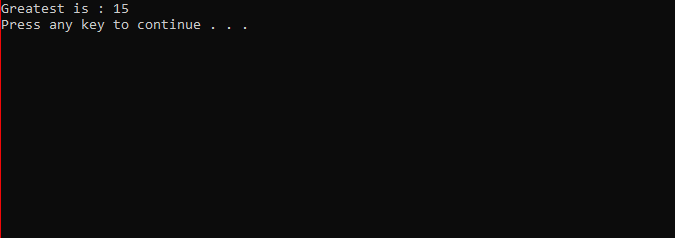 Greatest is : 15
Press any key to continue . . .